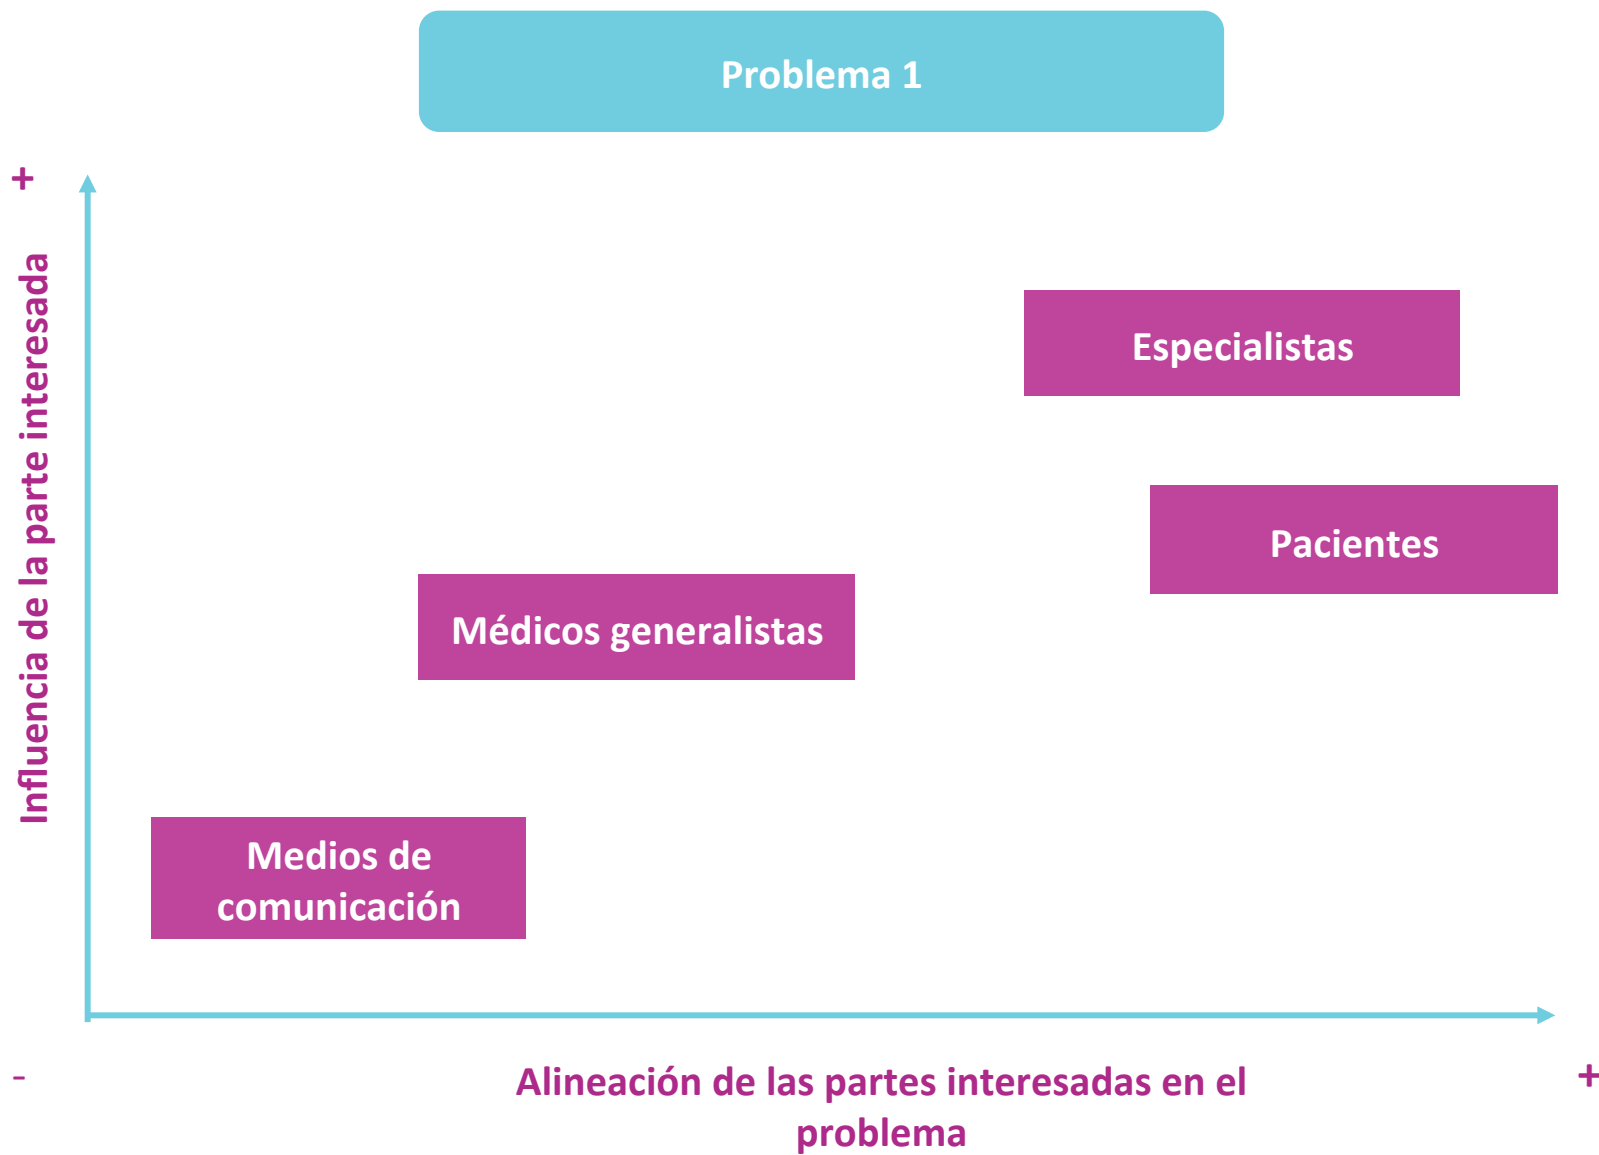 Problema 1
+
Influencia de la parte interesada
Especialistas
Pacientes
Médicos generalistas
Medios de
comunicación
-
Alineación de las partes interesadas en el
problema
+